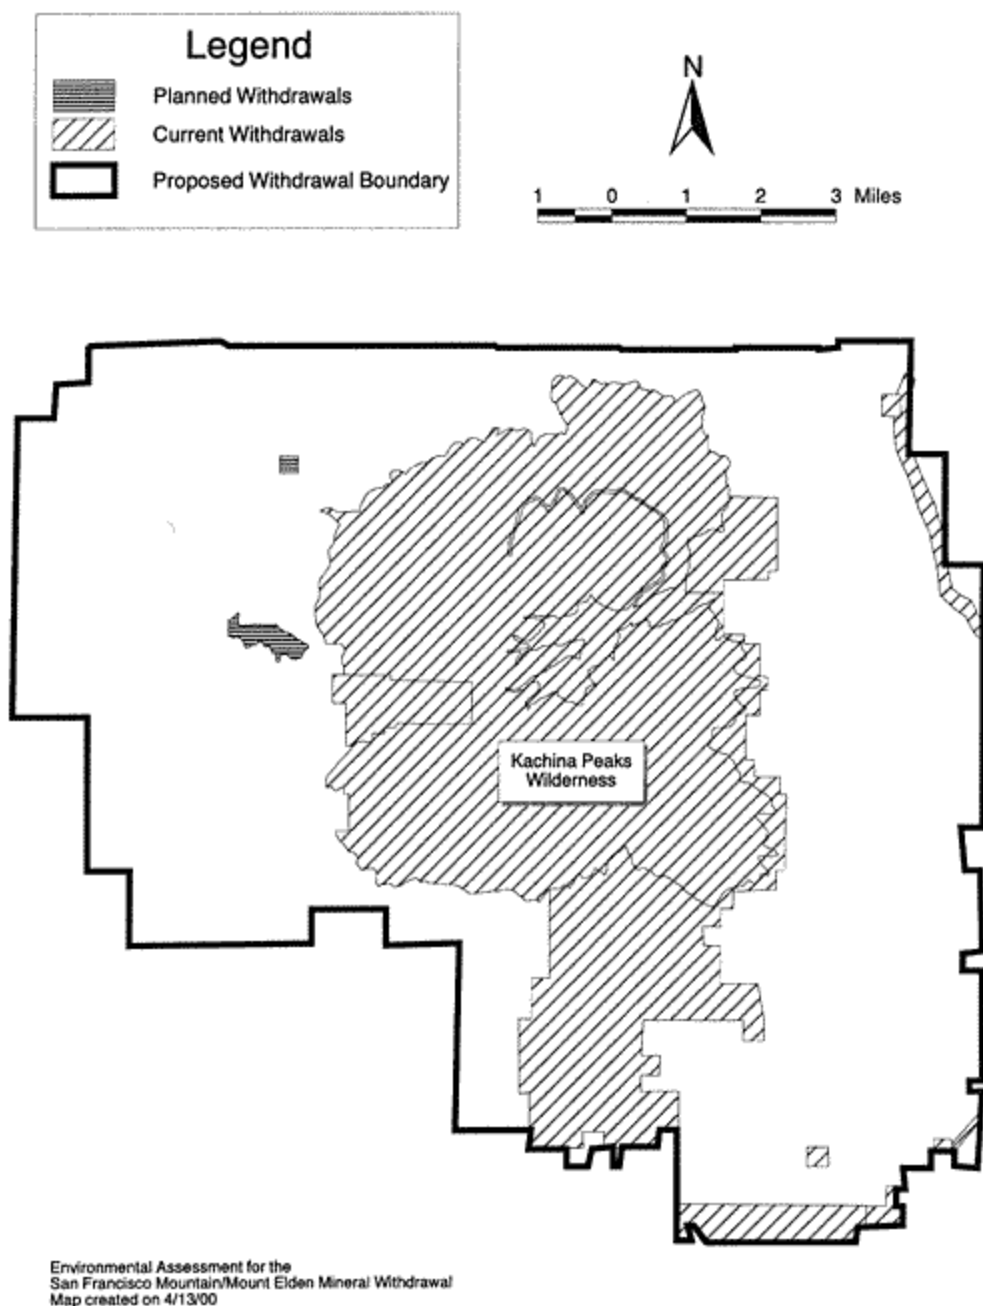 Legend
Planned Withdrawals
Current Withdrawals
Proposed Withdrawal Boundary
N
1 0 1 2 3 Miles
Kachina Peaks
Wilderness
Environmental Assessment for the
San Francisco Mountain/Mount Elden Mineral Withdrawal
Map created on 4/13/00